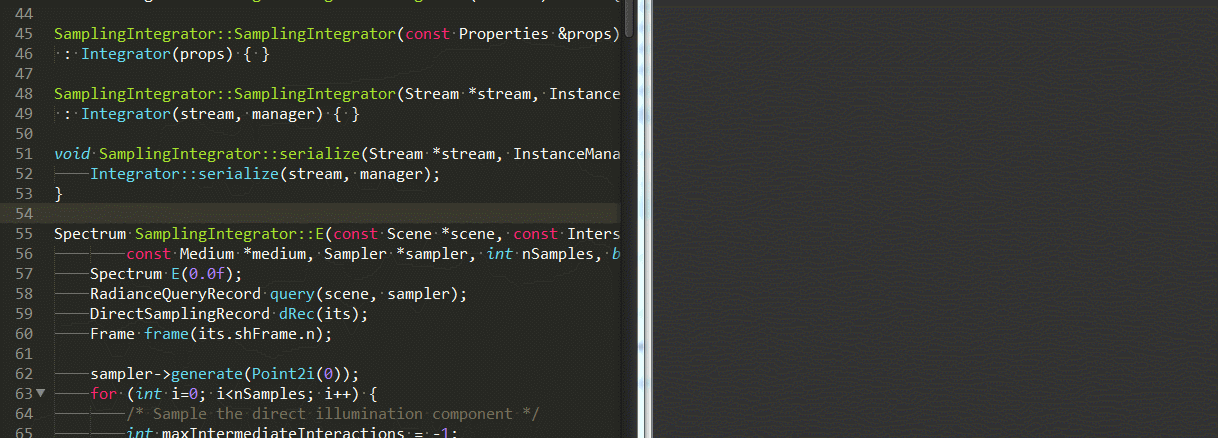 44
45 SamplingIntegrator::SamplingIntegrator(const Properties &props)
46 : Integrator(props) { }
47
48 SamplingIntegrator::SamplingIntegrator(Stream *stream, Instance
49 : Integrator(stream, manager) { }
50
51 void SamplingIntegrator::serialize(Stream *stream, InstanceMana
52 Integrator::serialize(stream, manager);
53 }
54
55 Spectrum SamplingIntegrator::E(const Scene *scene, const Inters
56 const Medium *medium, Sampler *sampler, int nSamples, b
57 Spectrum E(0.0f);
58 RadianceQueryRecord query(scene, sampler);
59 DirectSamplingRecord dRec(its);
60 Frame frame(its.shFrame.n);
61
62 sampler->generate(Point2i(0));
63 for (int i=0; i<nSamples; i++) {
64 /* Sample the direct illumination component */
65 int maxIntermediateInteractions = -1;